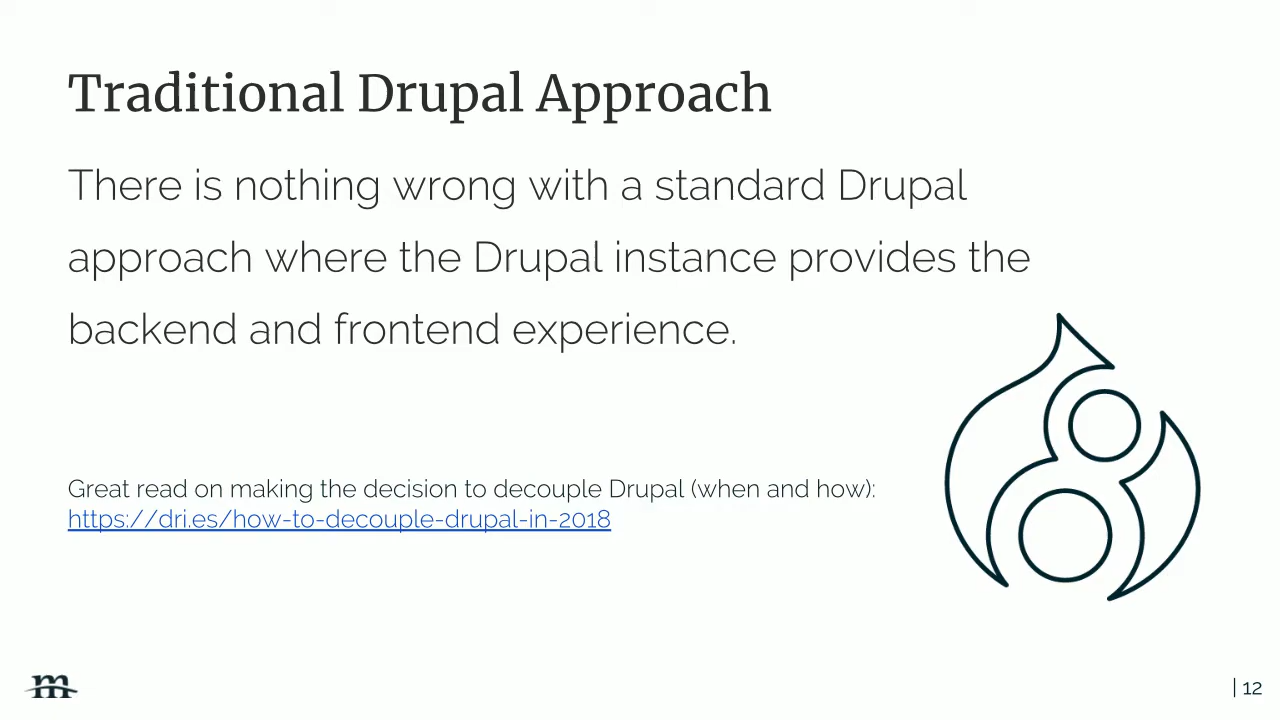 Traditional Drupal Approach
There is nothing wrong with a standard Drupal
approach where the Drupal instance provides the
backend and frontend experience.
Great read on making the decision to decouple Drupal (when and how):
https://dri.es/how-to-decouple-drupal-in-2018
m
| 12